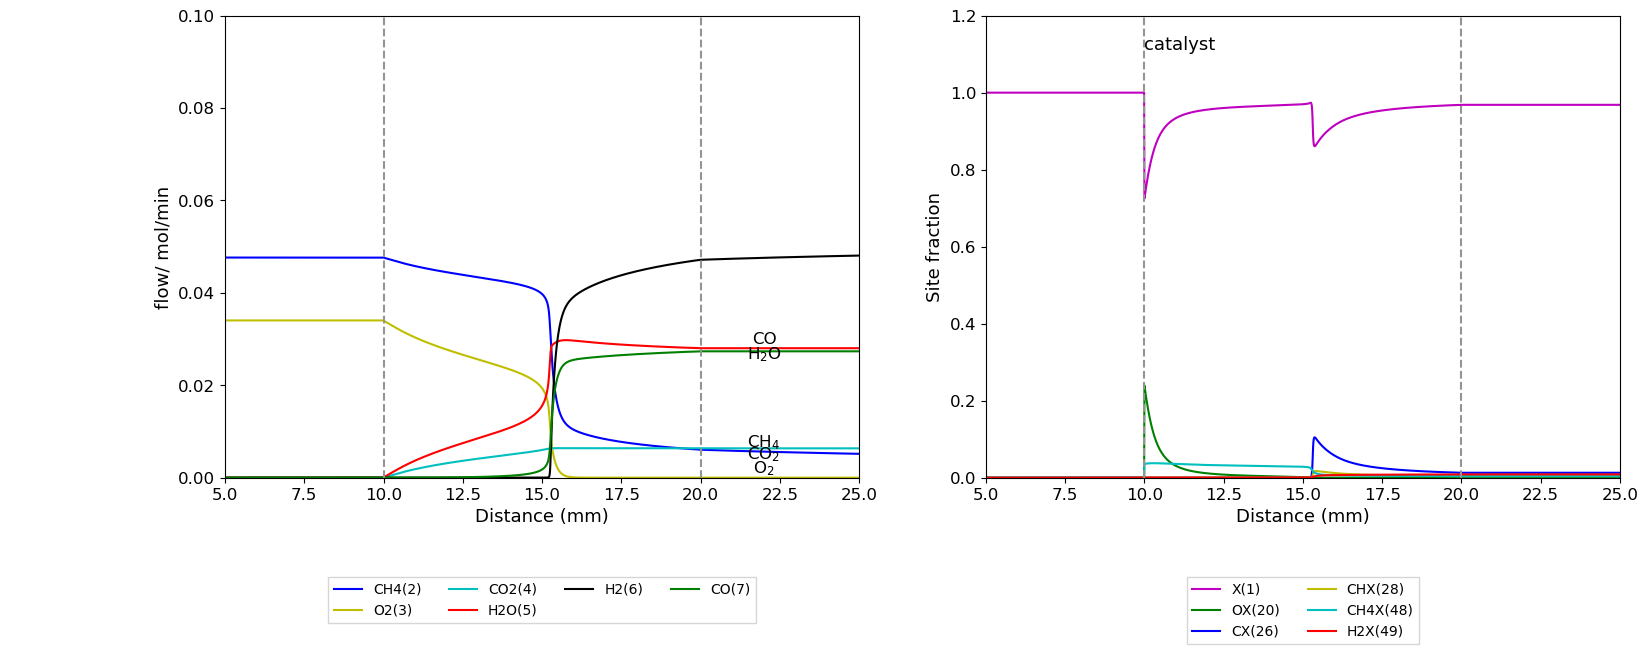 0.10
0.08
0.06
0.04
0.02
0.00
flow/ mol/min
CO
H₂O
CH₄
CO₂
O₂
5.0 7.5 10.0 12.5 15.0 17.5 20.0 22.5 25.0
Distance (mm)
CH4(2) CO2(4) H2(6) CO(7)
O2(3) H2O(5)
1.2
1.0
0.8
0.6
0.4
0.2
0.0
Site fraction
catalyst
5.0 7.5 10.0 12.5 15.0 17.5 20.0 22.5 25.0
Distance (mm)
X(1) CHX(28)
OX(20) CH4X(48)
CX(26) H2X(49)